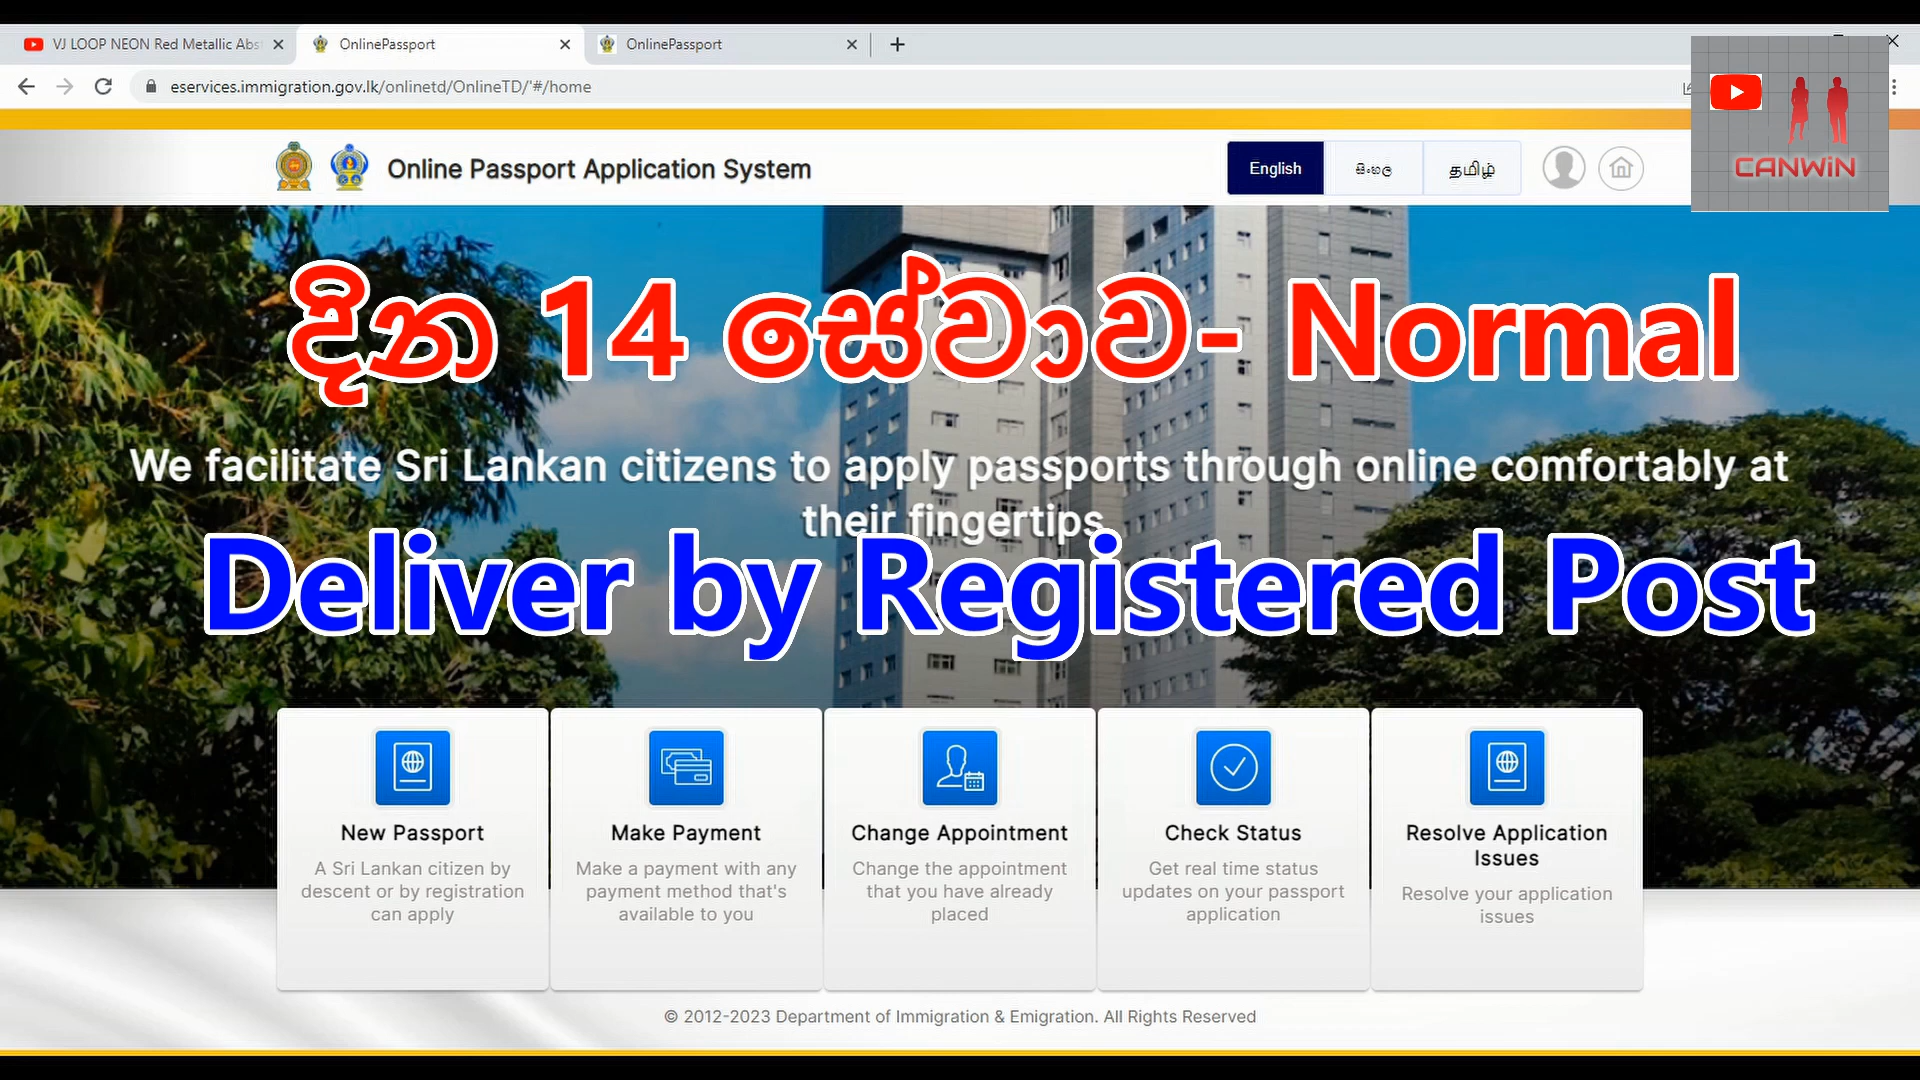 VJ LOOP NEON Red Metallic Abs
OnlinePassport
OnlinePassport
eservices.immigration.gov.lk/onlinetd/OnlineTD/'#/home
CANWiN
Online Passport Application System
English
සිංහල
தமிழ்
දින 14 සේවාව- Normal
We facilitate Sri Lankan citizens to apply passports through online comfortably at
their fingertips
Deliver by Registered Post
New Passport
A Sri Lankan citizen by
descent or by registration
can apply
Make Payment
Make a payment with any
payment method that's
available to you
Change Appointment
Change the appointment
that you have already
placed
Check Status
Get real time status
updates on your passport
application
Resolve Application
Issues
Resolve your application
issues
© 2012-2023 Department of Immigration & Emigration. All Rights Reserved